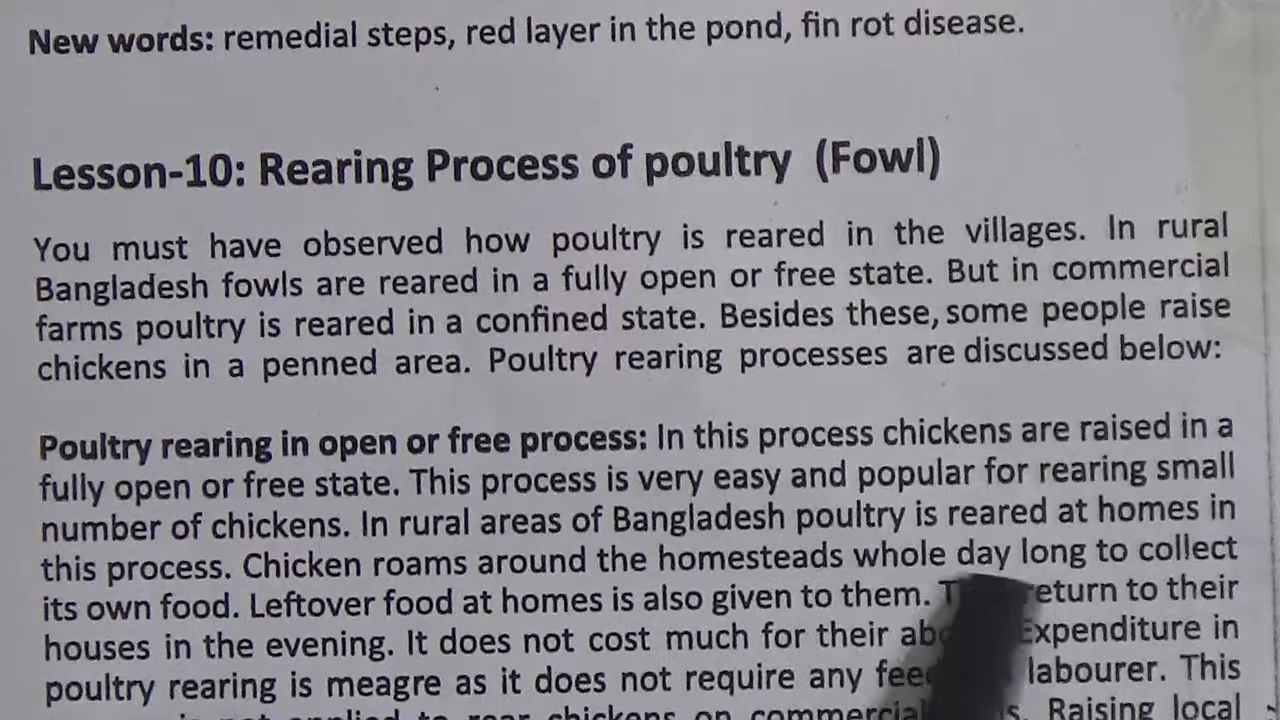 New words: remedial steps, red layer in the pond, fin rot disease.
Lesson-10: Rearing Process of poultry (Fowl)
You must have observed how poultry is reared in the villages. In rural
Bangladesh fowls are reared in a fully open or free state. But in commercial
farms poultry is reared in a confined state. Besides these, some people raise
chickens in a penned area. Poultry rearing processes are discussed below:
Poultry rearing in open or free process: In this process chickens are raised in a
fully open or free state. This process is very easy and popular for rearing small
number of chickens. In rural areas of Bangladesh poultry is reared at homes in
this process. Chicken roams around the homesteads whole day long to collect
its own food. Leftover food at homes is also given to them. return to their
houses in the evening. It does not cost much for their Expenditure in
poultry rearing is meagre as it does not require any labourer. This
is not applied to rear chickens on commercial Raising local